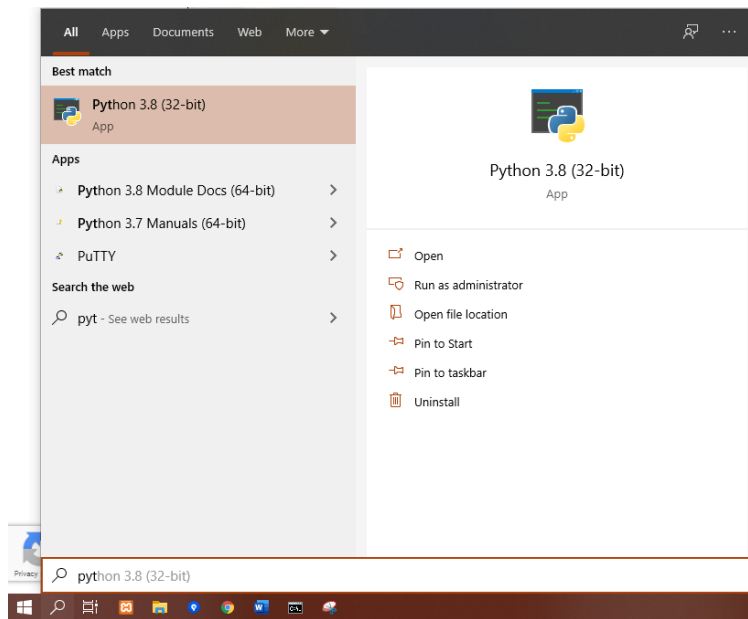 All Apps Documents Web More
Best match
Python 3.8 (32-bit)
App
Apps
Python 3.8 Module Docs (64-bit)
Python 3.7 Manuals (64-bit)
PuTTY
Search the web
pyt - See web results
Python 3.8 (32-bit)
App
Open
Run as administrator
Open file location
Pin to Start
Pin to taskbar
Uninstall
Privacy
python 3.8 (32-bit)